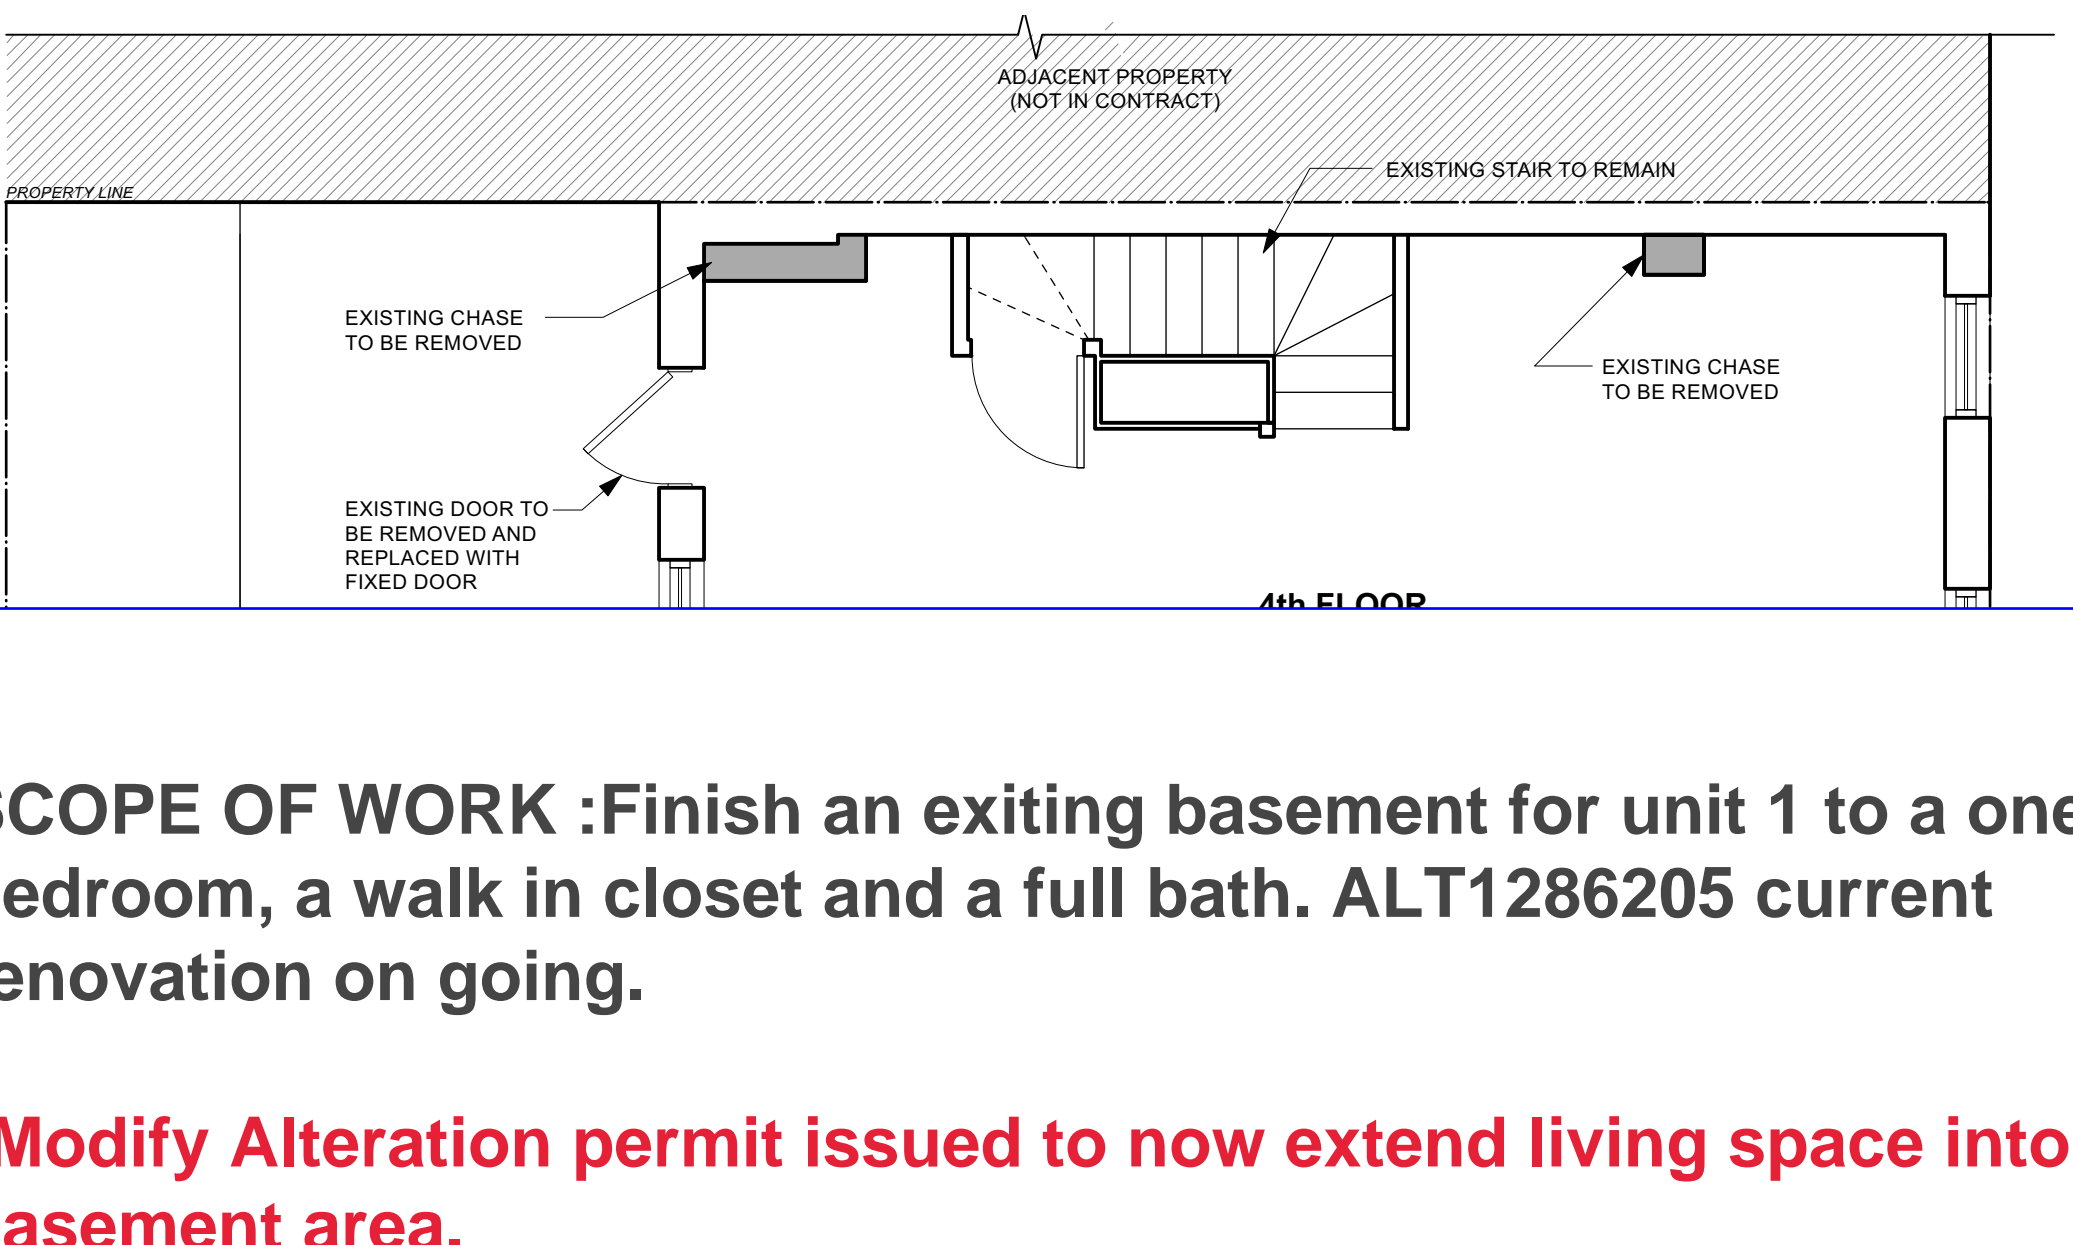 ADJACENT PROPERTY
(NOT IN CONTRACT)
EXISTING STAIR TO REMAIN
PROPERTY LINE
EXISTING CHASE
TO BE REMOVED
EXISTING CHASE
TO BE REMOVED
EXISTING DOOR TO
BE REMOVED AND
REPLACED WITH
FIXED DOOR
4th FLOOR
SCOPE OF WORK :Finish an exiting basement for unit 1 to a one
edroom, a walk in closet and a full bath. ALT1286205 current
enovation on going.
Modify Alteration permit issued to now extend living space into
asement area.